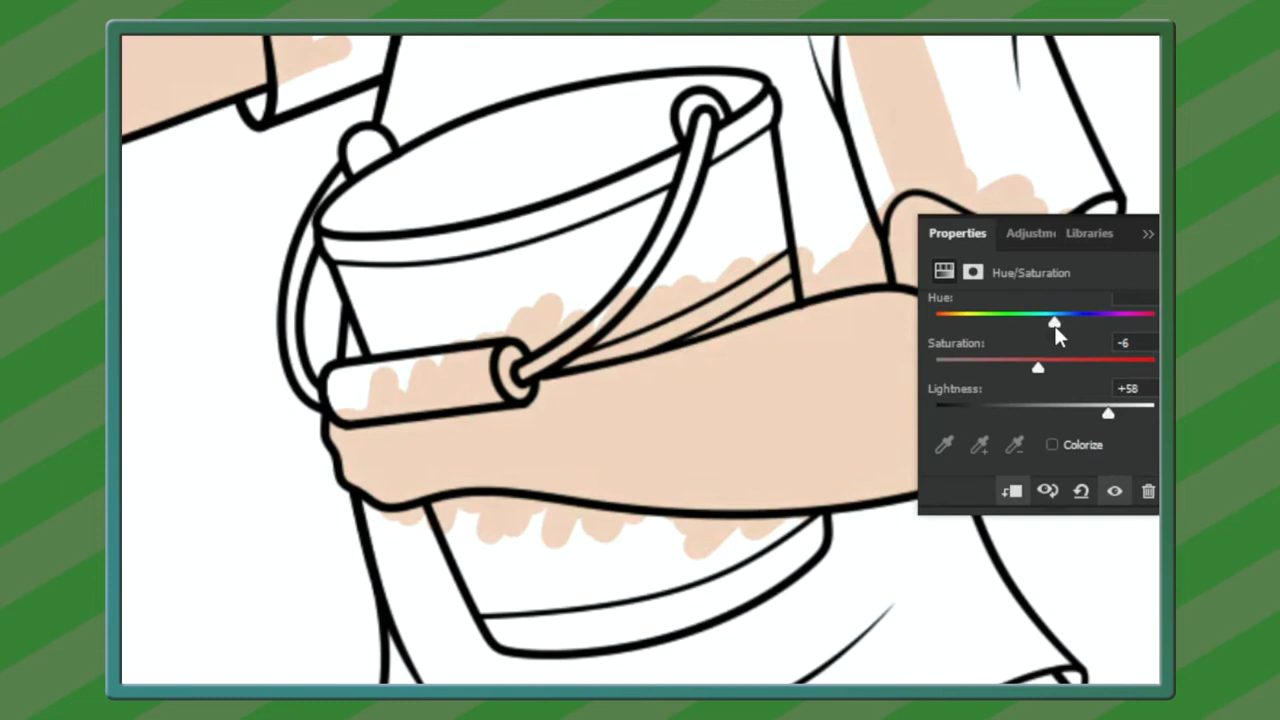 Properties Adjustm Libraries
Hue/Saturation
Hue:
Saturation: -6
Lightness: +58
Colorize